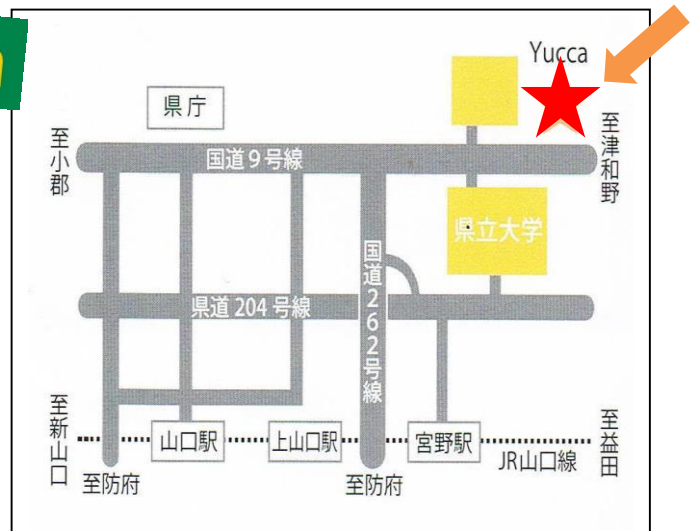 Yucca
県庁
至小郡
国道9号線
至津和野
県立大学
国道262号線
県道204号線
至新山口
山口駅
上山口駅
宮野駅
JR山口線
至益田
至防府
至防府